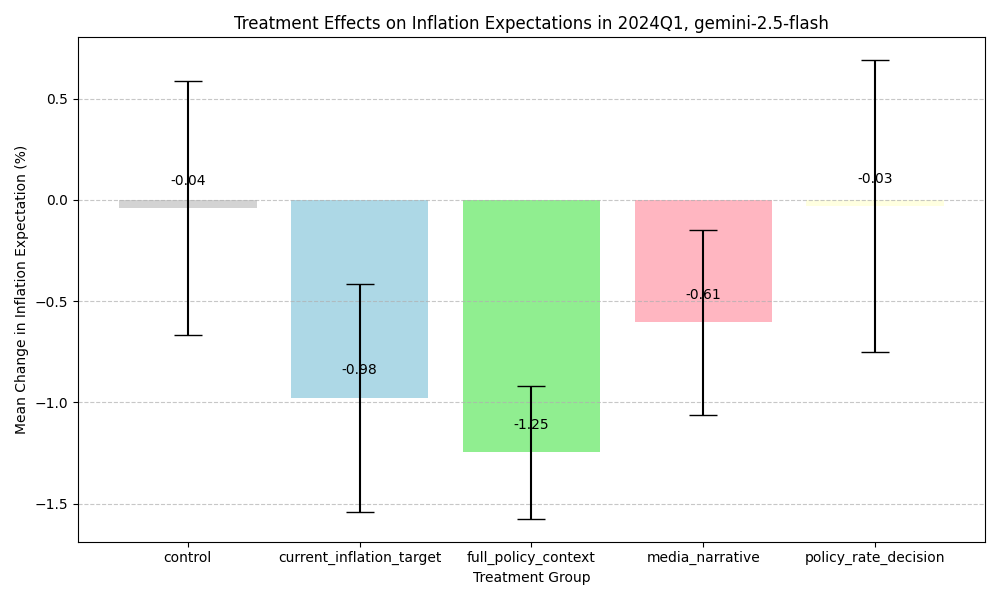 Treatment Effects on Inflation Expectations in 2024Q1, gemini-2.5-flash
Mean Change in Inflation Expectation (%)
0.5
0.0
−0.5
−1.0
−1.5
-0.04
-0.98
-1.25
-0.61
-0.03
control
current_inflation_target
full_policy_context
media_narrative
policy_rate_decision
Treatment Group